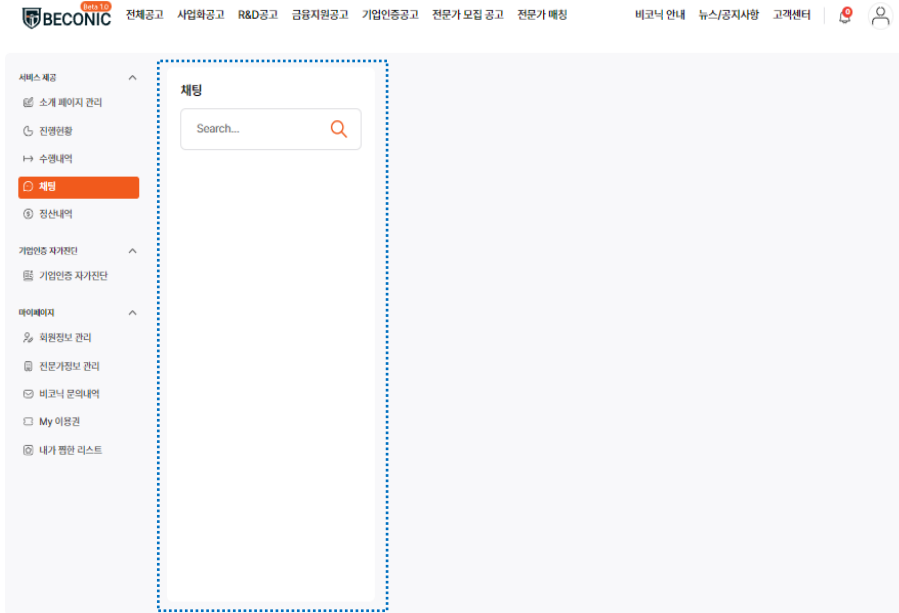 Beta 1.0
BECONIC 전체공고 사업화공고 R&D공고 금융지원공고 기업인증공고 전문가 모집 공고 전문가 매칭 비코닉 안내 뉴스/공지사항 고객센터 0
서비스 제공
소개 페이지 관리
진행현황
수행내역
채팅
정산내역
기업인증 자가진단
기업인증 자가진단
마이페이지
회원정보 관리
전문가정보 관리
비코닉 문의내역
My 이용권
내가 찜한 리스트
채팅
Search...